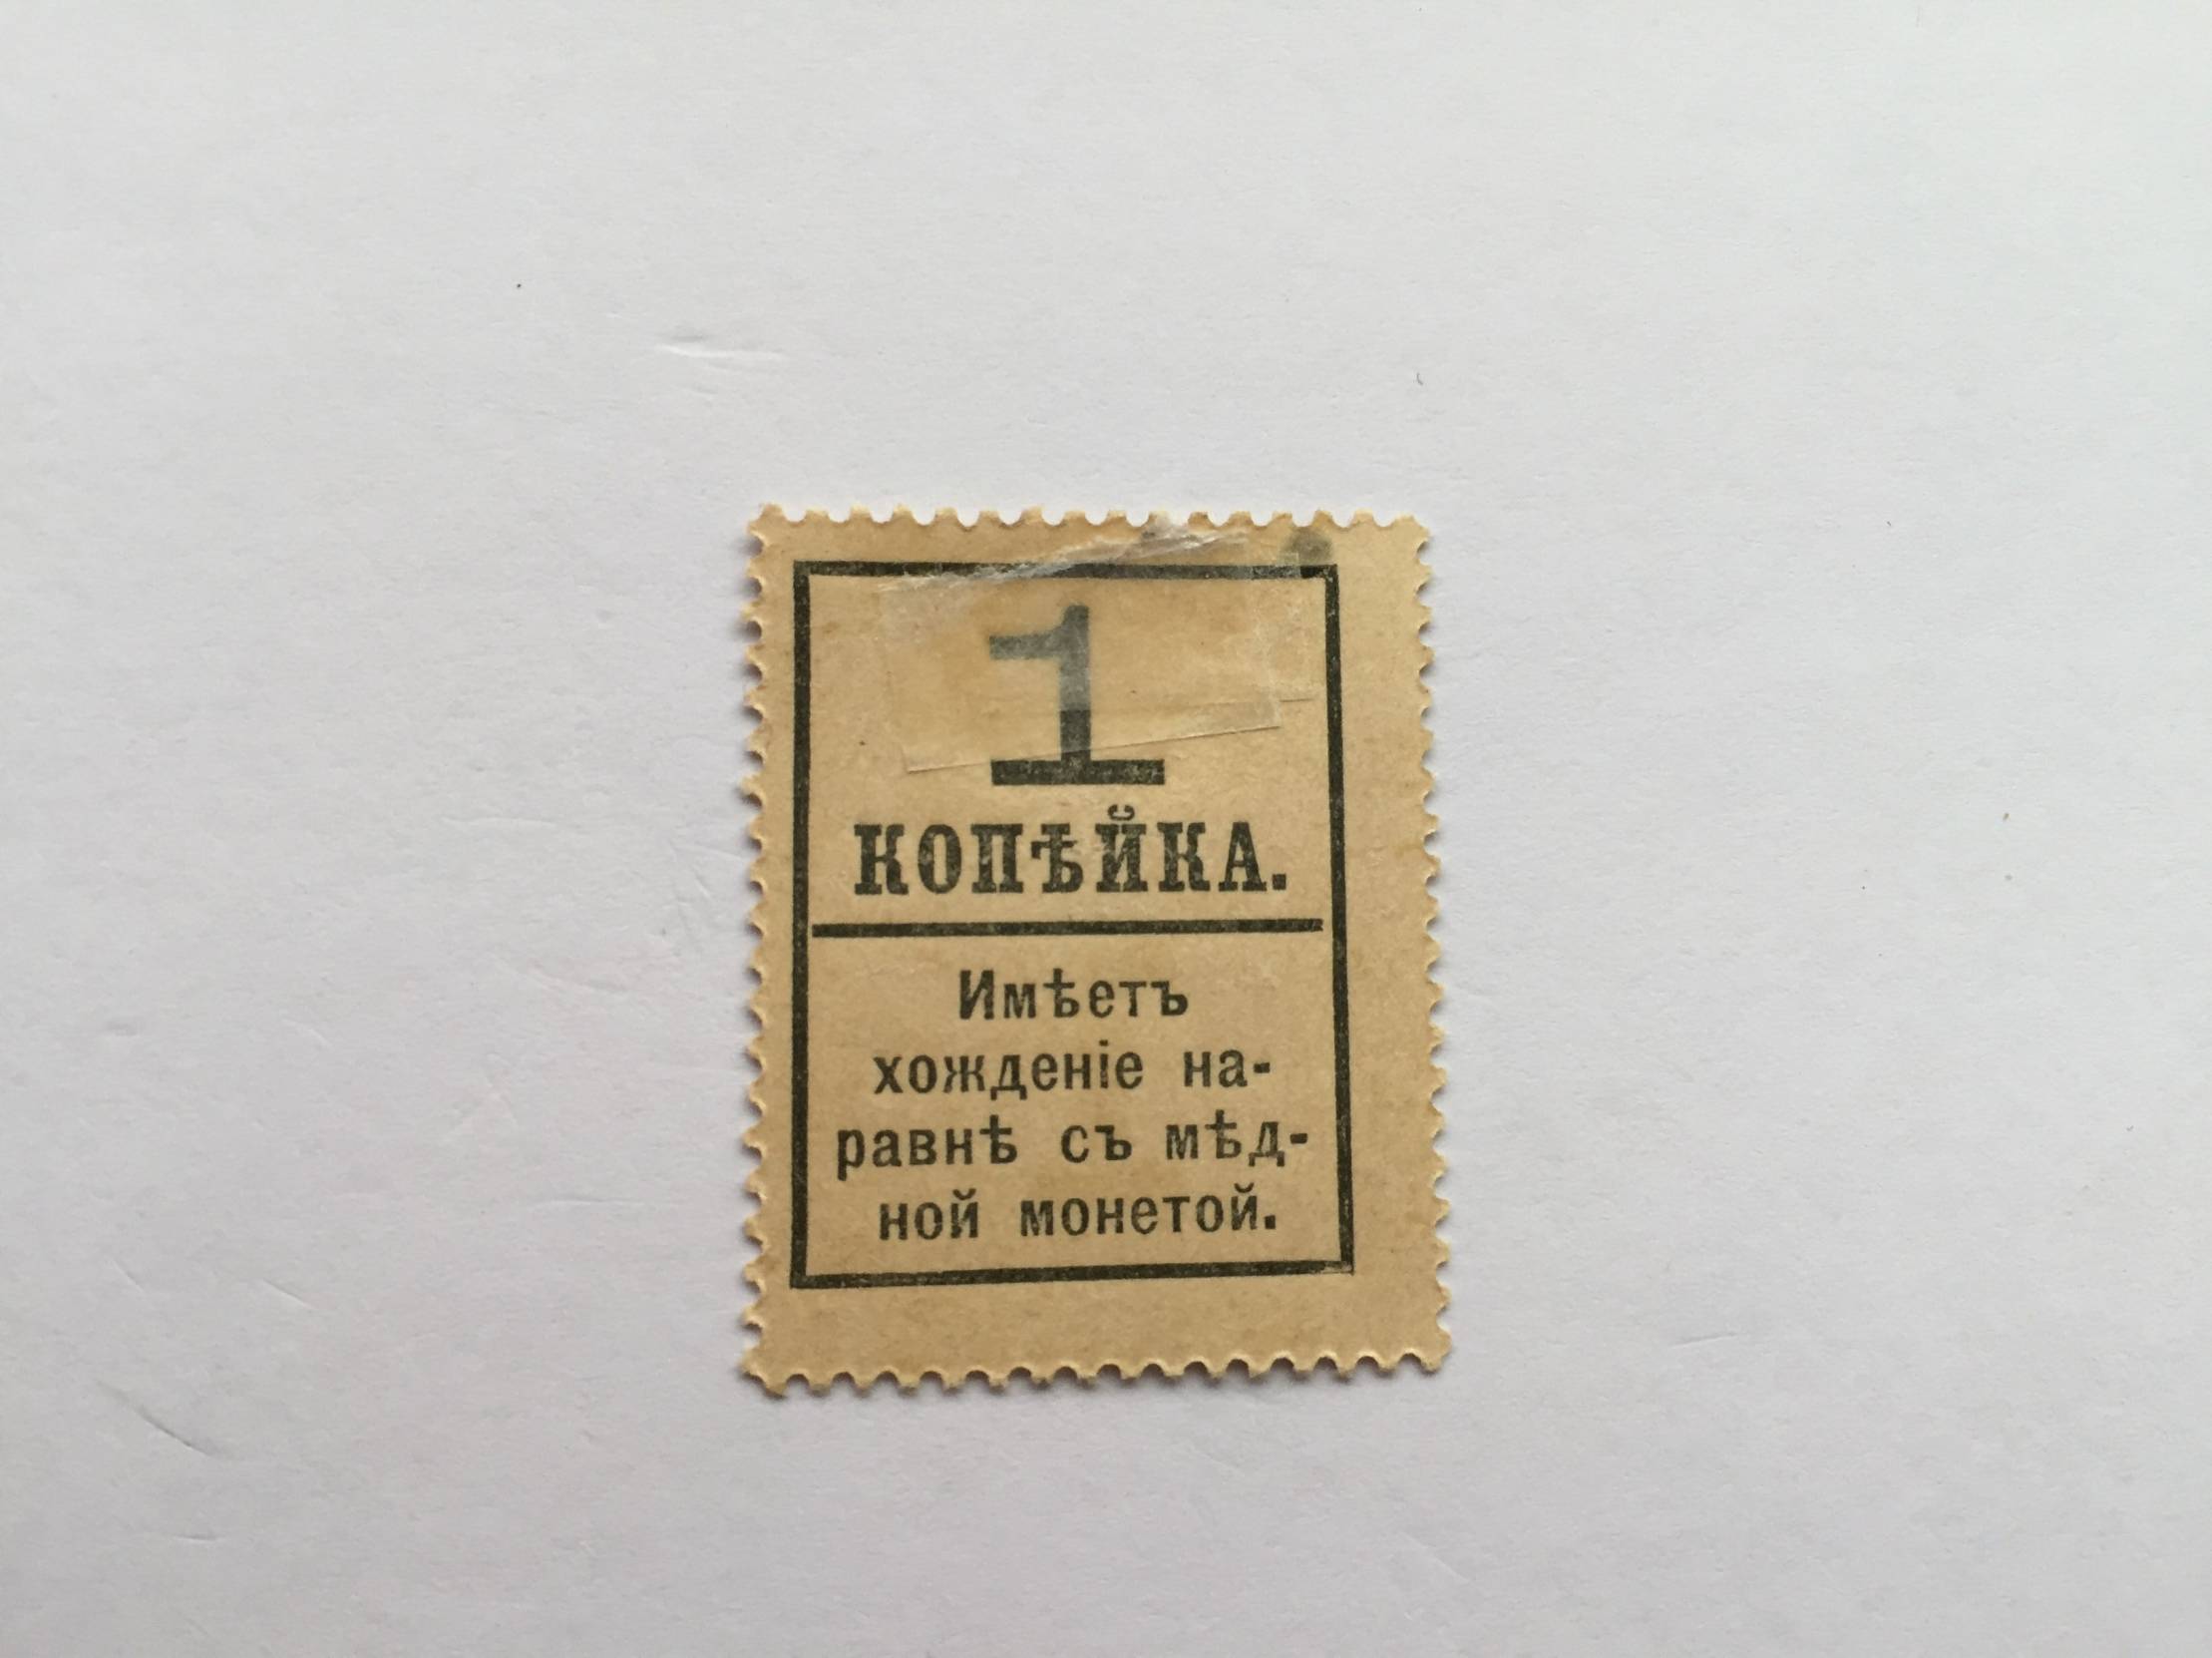 1
КОПѢЙКА.
Имѣетъ
хожденіе на-
равнѣ съ мѣд-
ной монетой.